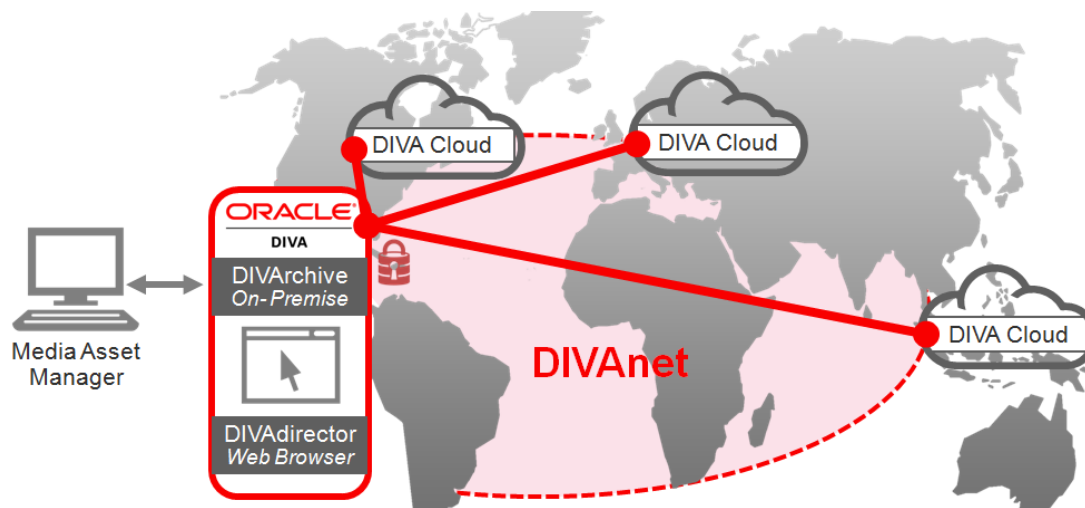 DIVA Cloud
DIVA Cloud
ORACLE®
DIVA
DIVArchive
On-Premise
Media Asset
Manager
DIVA Cloud
DIVAnet
DIVAdirector
Web Browser